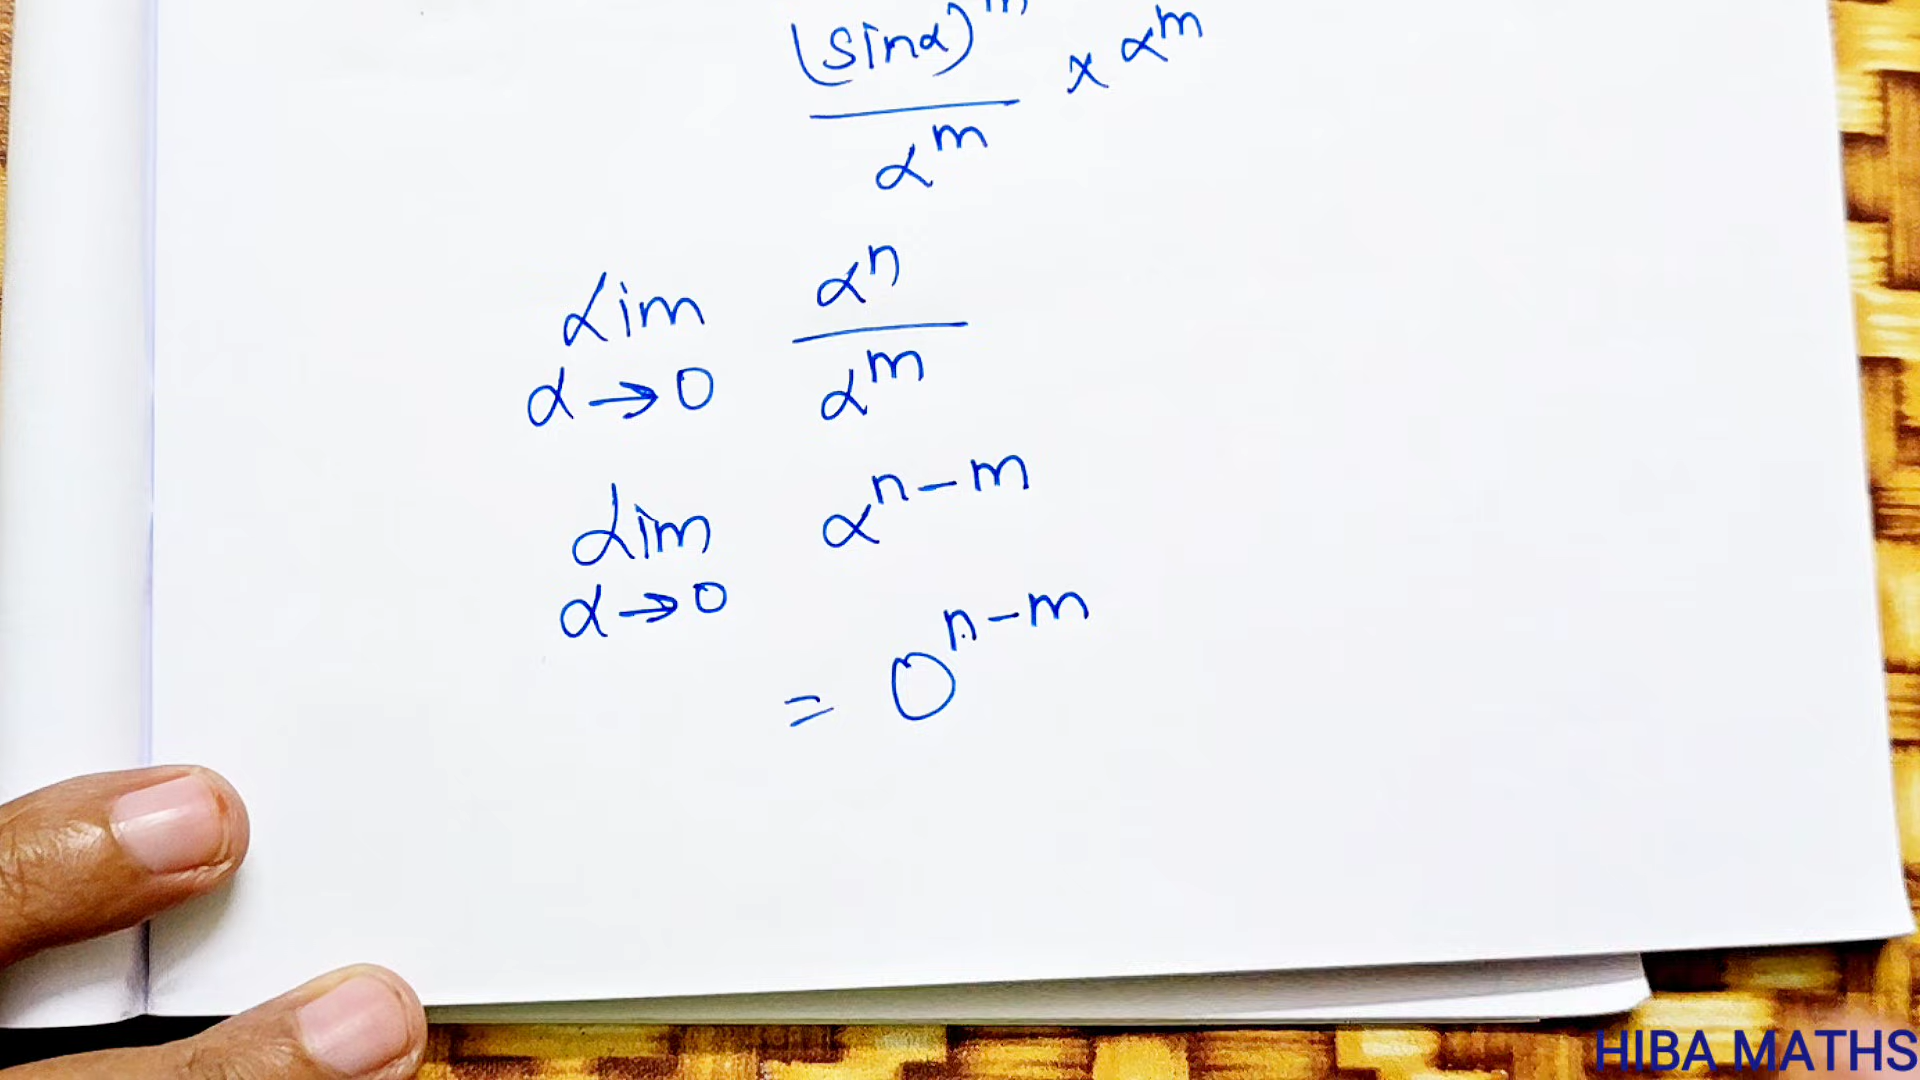 (sinα)^m / α^m × α^m
Lim α→0 α^n / α^m
Lim α→0 α^(n-m)
= 0^(n-m)
HIBA MATHS